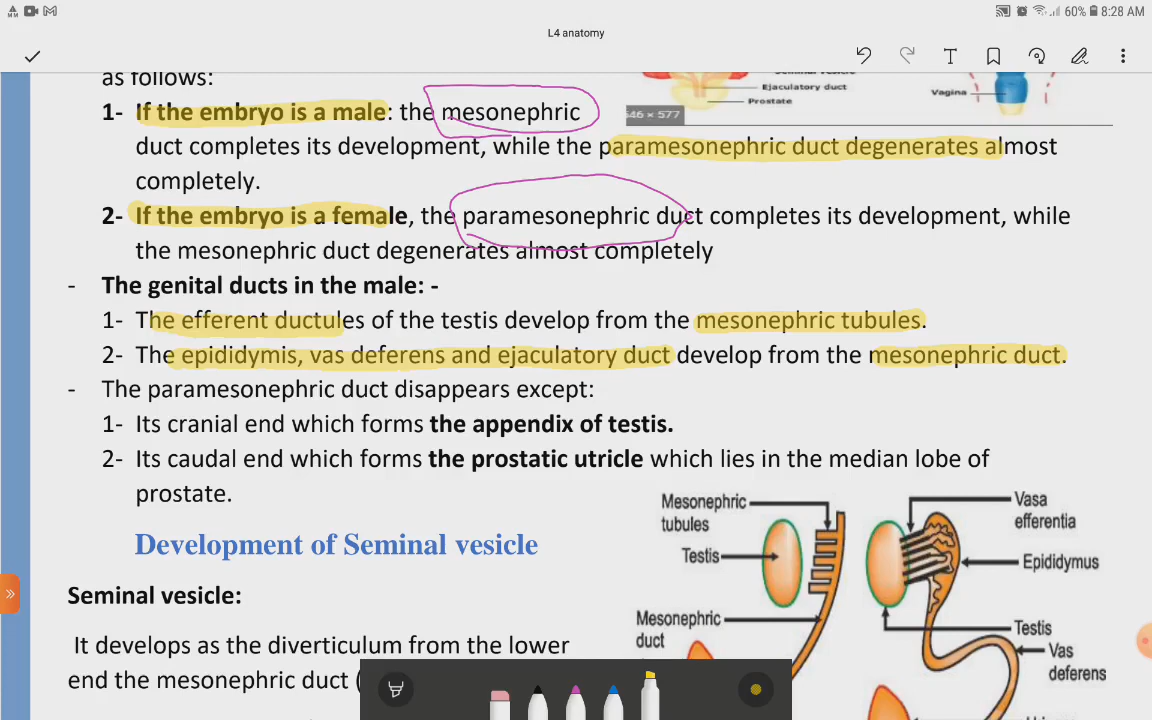 60% 8:28 AM
L4 anatomy
as follows:
Ejaculatory duct
Prostate
Vagina
546 × 577
1- If the embryo is a male: the mesonephric
duct completes its development, while the paramesonephric duct degenerates almost
completely.
2- If the embryo is a female, the paramesonephric duct completes its development, while
the mesonephric duct degenerates almost completely
- The genital ducts in the male: -
1- The efferent ductules of the testis develop from the mesonephric tubules.
2- The epididymis, vas deferens and ejaculatory duct develop from the mesonephric duct.
- The paramesonephric duct disappears except:
1- Its cranial end which forms the appendix of testis.
2- Its caudal end which forms the prostatic utricle which lies in the median lobe of
prostate.
Mesonephric
tubules
Testis
Mesonephric
duct
Vasa
efferentia
Epididymus
Testis
Vas
deferens
Development of Seminal vesicle
Seminal vesicle:
It develops as the diverticulum from the lower
end the mesonephric duct (